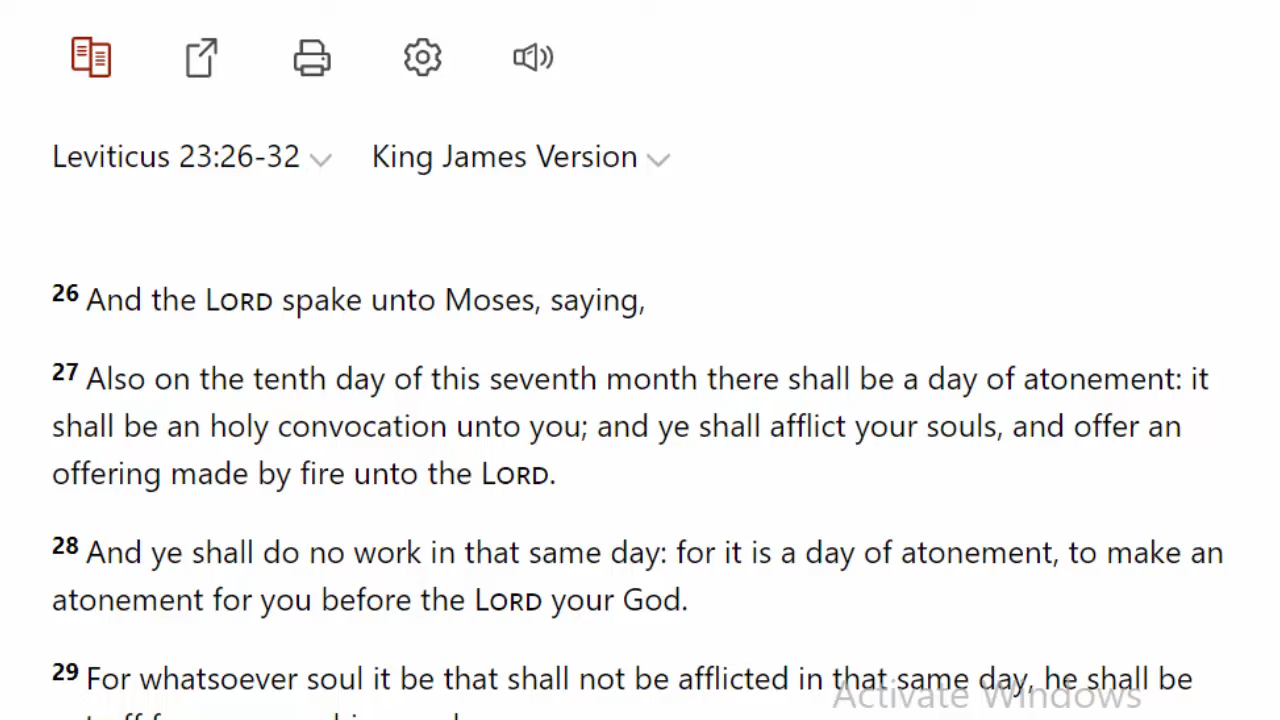 Leviticus 23:26-32 King James Version
26 And the LORD spake unto Moses, saying,
27 Also on the tenth day of this seventh month there shall be a day of atonement: it
shall be an holy convocation unto you; and ye shall afflict your souls, and offer an
offering made by fire unto the LORD.
28 And ye shall do no work in that same day: for it is a day of atonement, to make an
atonement for you before the LORD your God.
29 For whatsoever soul it be that shall not be afflicted in that same day, he shall be
Activate Windows